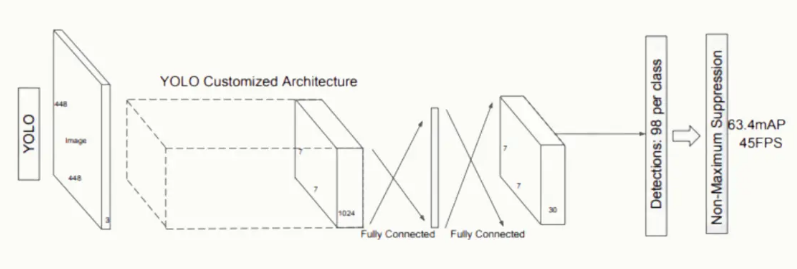 YOLO
448
Image
448
3
YOLO Customized Architecture
7
7
1024
Fully Connected
Fully Connected
7
7
30
Detections: 98 per class
Non-Maximum Suppression
63.4mAP
45FPS